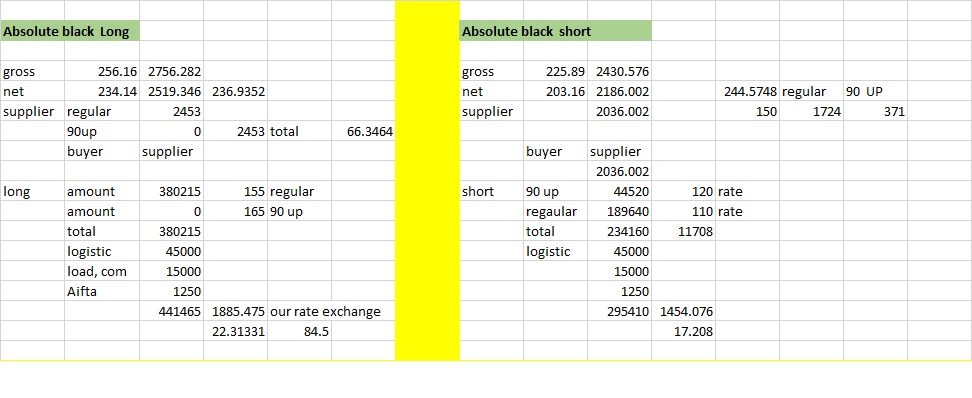 Absolute black Long Absolute black short
gross 256.16 2756.282 gross 225.89 2430.576
net 234.14 2519.346 236.9352 net 203.16 2186.002 244.5748 regular 90 UP
supplier regular 2453 supplier 2036.002 150 1724 371
90up 0 2453 total 66.3464
buyer supplier buyer supplier
2036.002
long amount 380215 155 regular short 90 up 44520 120 rate
amount 0 165 90 up regaular 189640 110 rate
total 380215 total 234160 11708
logistic 45000 logistic 45000
load, com 15000 15000
Aifta 1250 1250
441465 1885.475 our rate exchange 295410 1454.076
22.31331 84.5 17.208